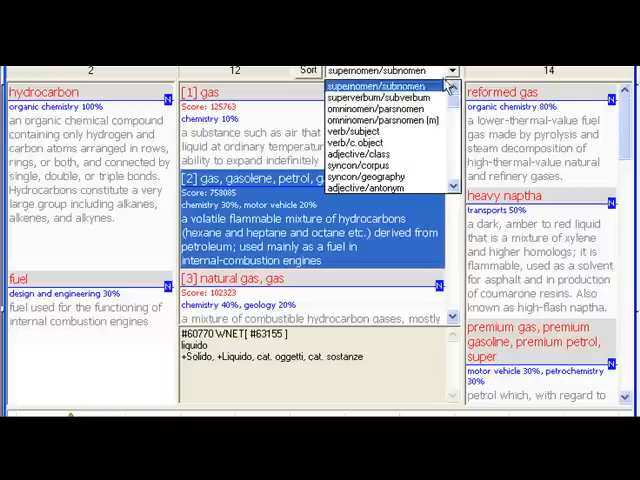 2
12
Sort
supernomen/subnomen
14
hydrocarbon
organic chemistry 100%
an organic chemical compound
containing only hydrogen and
carbon atoms arranged in rows,
rings, or both, and connected by
single, double, or triple bonds.
Hydrocarbons constitute a very
large group including alkanes,
alkenes, and alkynes.
N
fuel
design and engineering 30%
fuel used for the functioning of
internal combustion engines
N
[1] gas
Score: 125763
chemistry 10%
a substance such as air that
liquid at ordinary temperature
ability to expand indefinitely
[2] gas, gasolene, petrol, g
Score: 758085
chemistry 30%, motor vehicle 20%
a volatile flammable mixture of hydrocarbons
(hexane and heptane and octane etc.) derived from
petroleum; used mainly as a fuel in
internal-combustion engines
[3] natural gas, gas
Score: 102323
N
chemistry 40%, geology 20%
a mixture of combustible hydrocarbon gases, mostly
supernomen/subnomen
superverbum/subverbum
omninomen/parsnomen
omninomen/parsnomen (m)
verb/subject
verb/c.object
adjective/class
syncon/corpus
syncon/geography
adjective/antonym
#60770 WNET[ #63155 ]
liquido
+Solido, +Liquido, cat. oggetti, cat. sostanze
reformed gas
organic chemistry 80%
N
a lower-thermal-value fuel
gas made by pyrolysis and
steam decomposition of
high-thermal-value natural
and refinery gases.
heavy naptha
transports 50%
N
a dark, amber to red liquid
that is a mixture of xylene
and higher homologs; it is
flammable, used as a solvent
for asphalt and in production
of coumarone resins. Also
known as high-flash naptha.
premium gas, premium
gasoline, premium petrol,
super
N
motor vehicle 30%, petrochemistry
30%
petrol which, with regard to